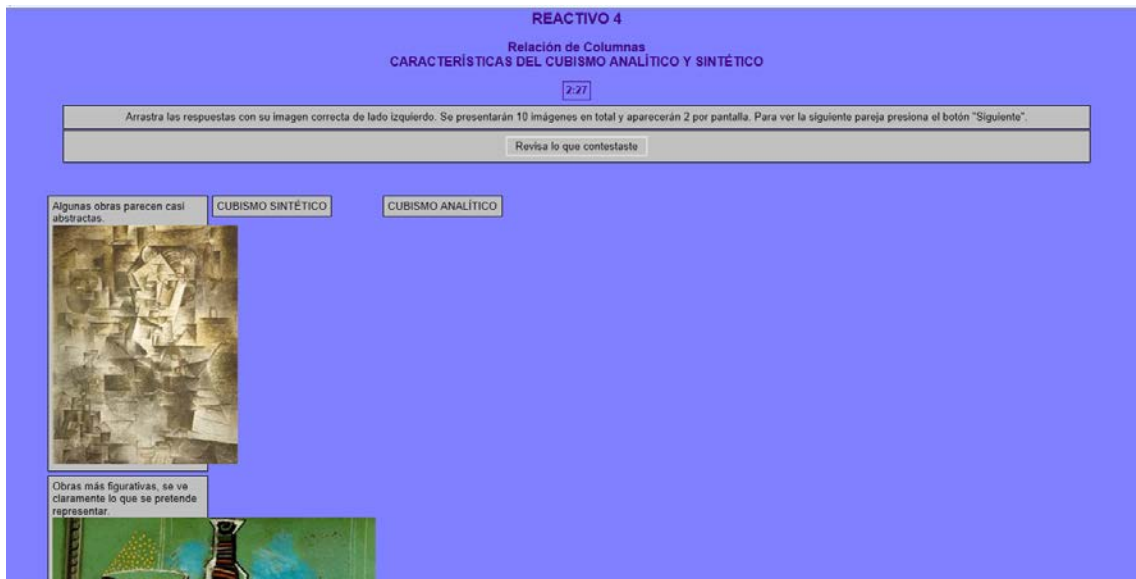 REACTIVO 4
Relación de Columnas
CARACTERÍSTICAS DEL CUBISMO ANALÍTICO Y SINTÉTICO
2:27
Arrastra las respuestas con su imagen correcta de lado izquierdo. Se presentarán 10 imágenes en total y aparecerán 2 por pantalla. Para ver la siguiente pareja presiona el botón "Siguiente".
Revisa lo que contestaste
Algunas obras parecen casi
abstractas.
CUBISMO SINTÉTICO
CUBISMO ANALÍTICO
Obras más figurativas, se ve
claramente lo que se pretende
representar.